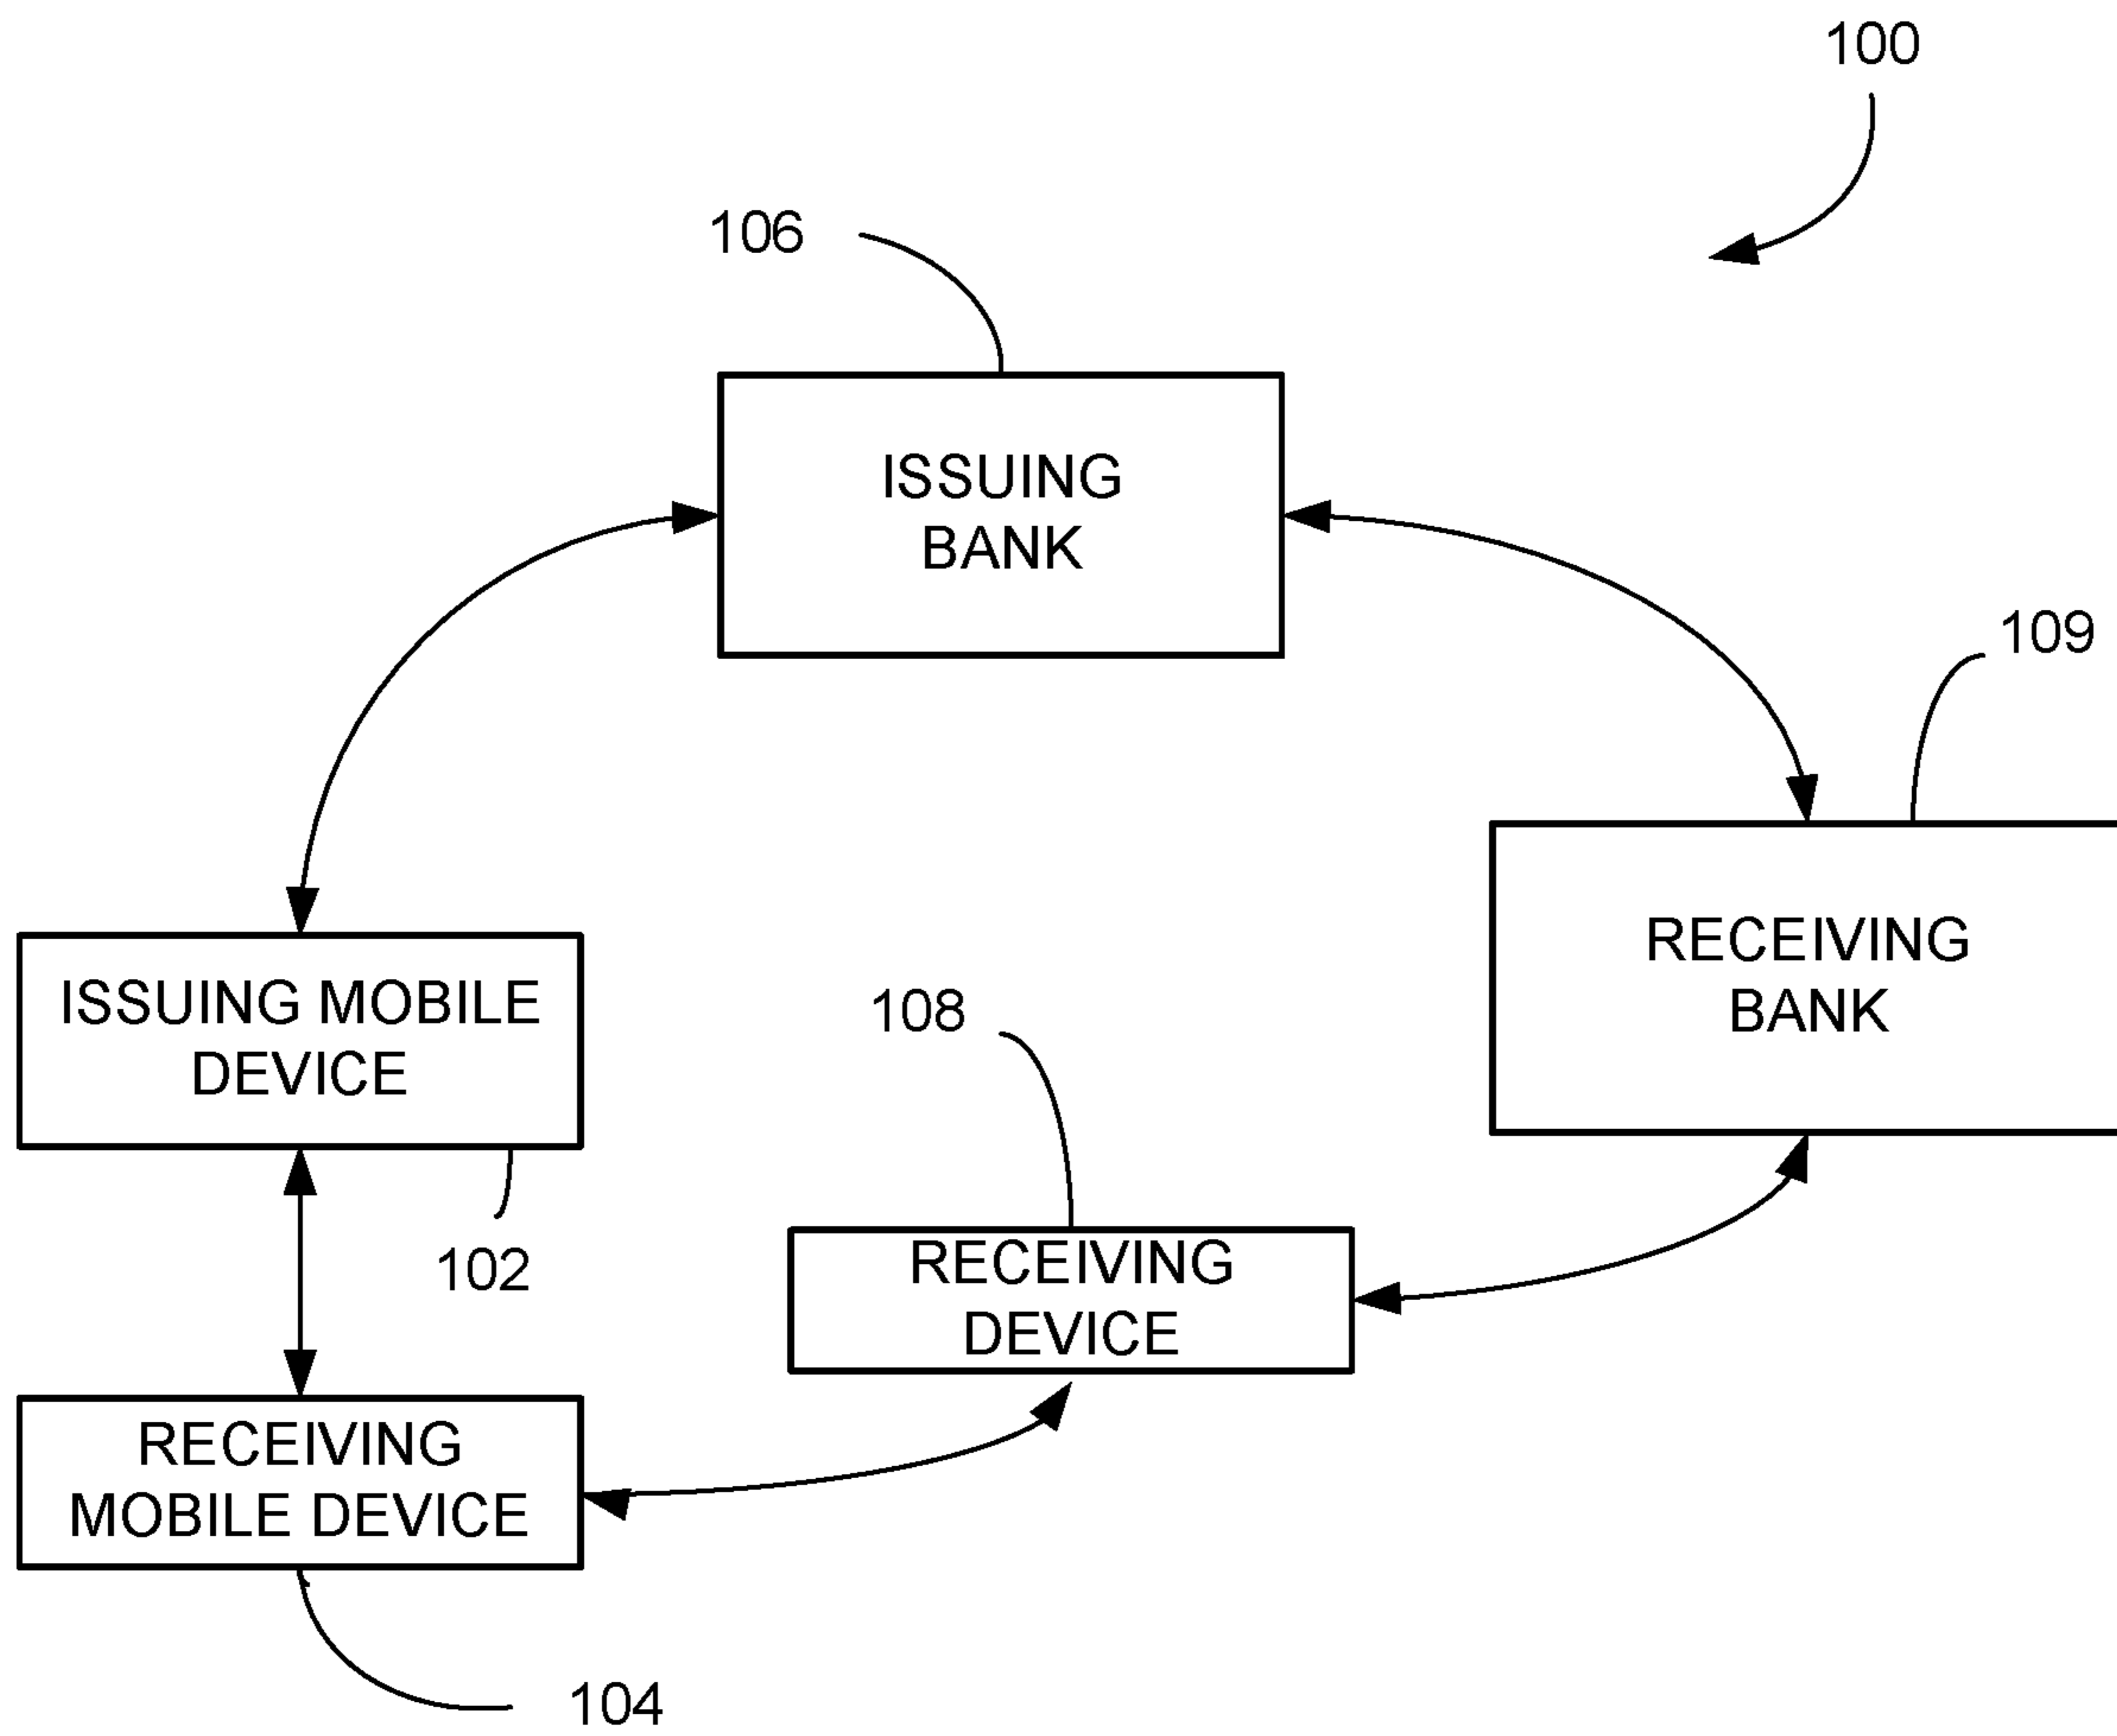 100
106
ISSUING
BANK
109
RECEIVING
BANK
ISSUING MOBILE
DEVICE
108
102
RECEIVING
DEVICE
RECEIVING
MOBILE DEVICE
104